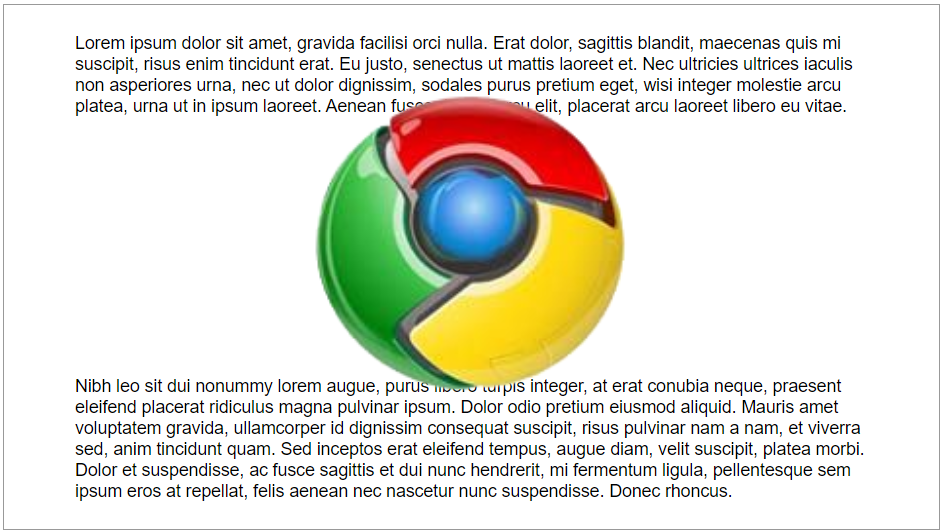 Lorem ipsum dolor sit amet, gravida facilisi orci nulla. Erat dolor, sagittis blandit, maecenas quis mi
suscipit, risus enim tincidunt erat. Eu justo, senectus ut mattis laoreet et. Nec ultricies ultrices iaculis
non asperiores urna, nec ut dolor dignissim, sodales purus pretium eget, wisi integer molestie arcu
platea, urna ut in ipsum laoreet. Aenean elit, placerat arcu laoreet libero eu vitae.
Nibh leo sit dui nonummy lorem augue, purus libero turpis integer, at erat conubia neque, praesent
eleifend placerat ridiculus magna pulvinar ipsum. Dolor odio pretium eiusmod aliquid. Mauris amet
voluptatem gravida, ullamcorper id dignissim consequat suscipit, risus pulvinar nam a nam, et viverra
sed, anim tincidunt quam. Sed inceptos erat eleifend tempus, augue diam, velit suscipit, platea morbi.
Dolor et suspendisse, ac fusce sagittis et dui nunc hendrerit, mi fermentum ligula, pellentesque sem
ipsum eros at repellat, felis aenean nec nascetur nunc suspendisse. Donec rhoncus.